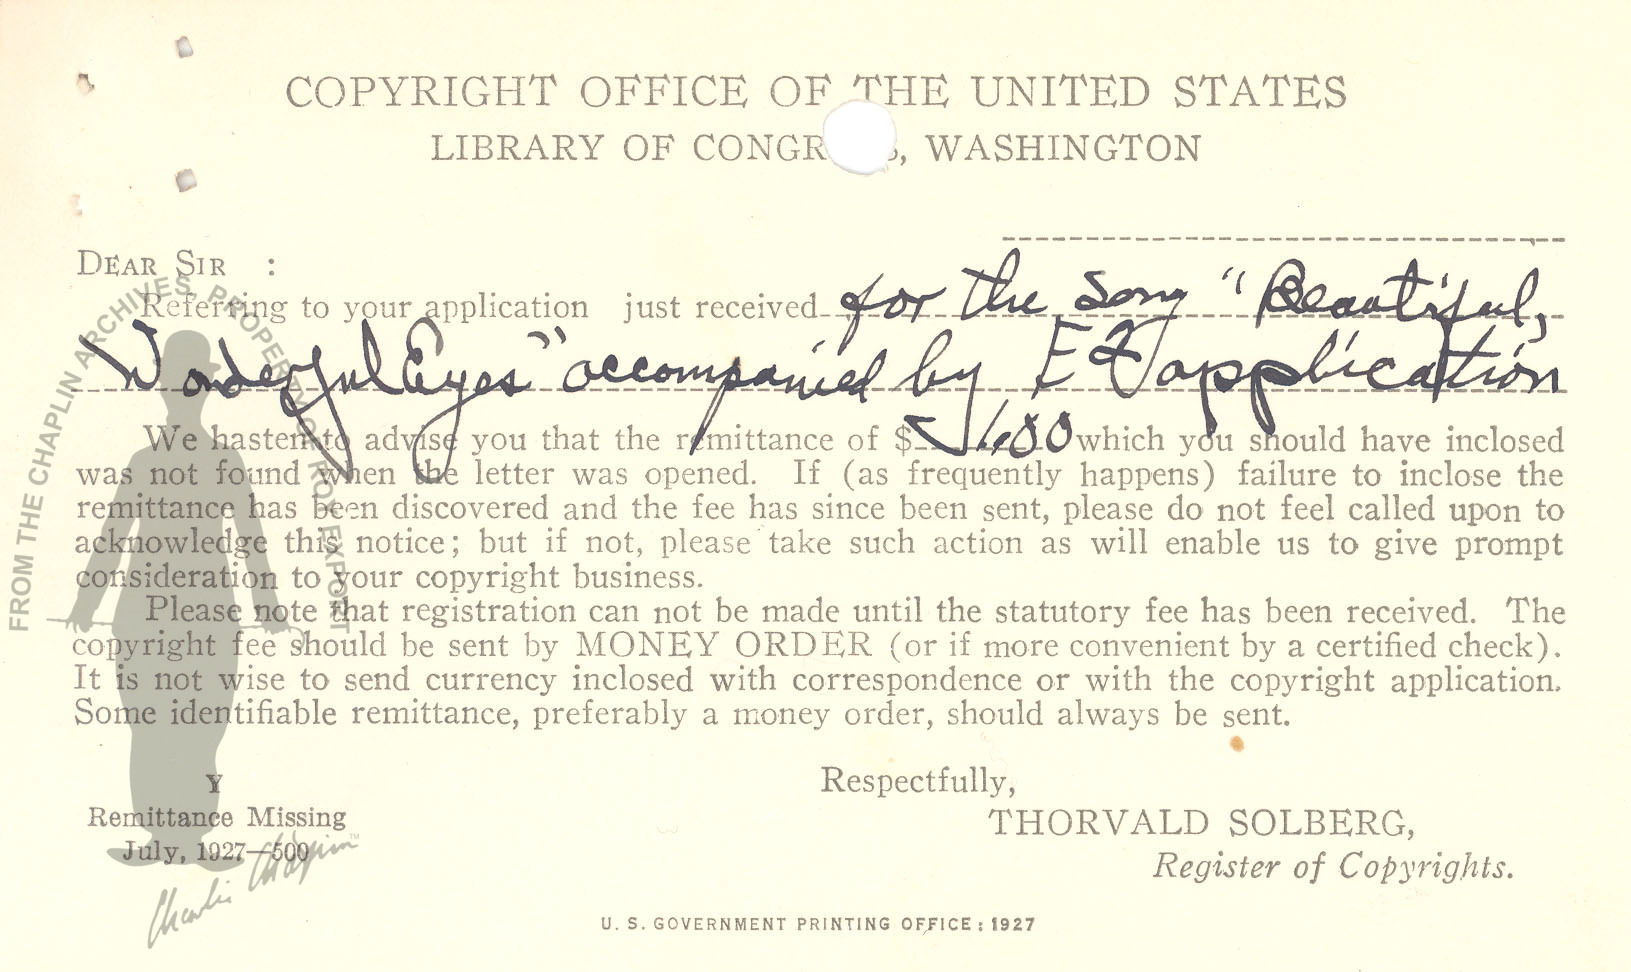 COPYRIGHT OFFICE OF THE UNITED STATES
LIBRARY OF CONGR S, WASHINGTON
DEAR SIR :
Referring to your application just received for the song "Beautiful,
Wonderful Eyes" accompanied by E application
We hasten to advise you that the remittance of $ 1.00 which you should have inclosed
was not found when the letter was opened. If (as frequently happens) failure to inclose the
remittance has been discovered and the fee has since been sent, please do not feel called upon to
acknowledge this notice; but if not, please take such action as will enable us to give prompt
consideration to your copyright business.
Please note that registration can not be made until the statutory fee has been received. The
copyright fee should be sent by MONEY ORDER (or if more convenient by a certified check).
It is not wise to send currency inclosed with correspondence or with the copyright application.
Some identifiable remittance, preferably a money order, should always be sent.
Y
Remittance Missing
July, 1927—500
Respectfully,
THORVALD SOLBERG,
Register of Copyrights.
U. S. GOVERNMENT PRINTING OFFICE: 1927
FROM THE CHAPLIN ARCHIVES, PROPERTY OF ROY EXPORT
Charlie Chaplin™